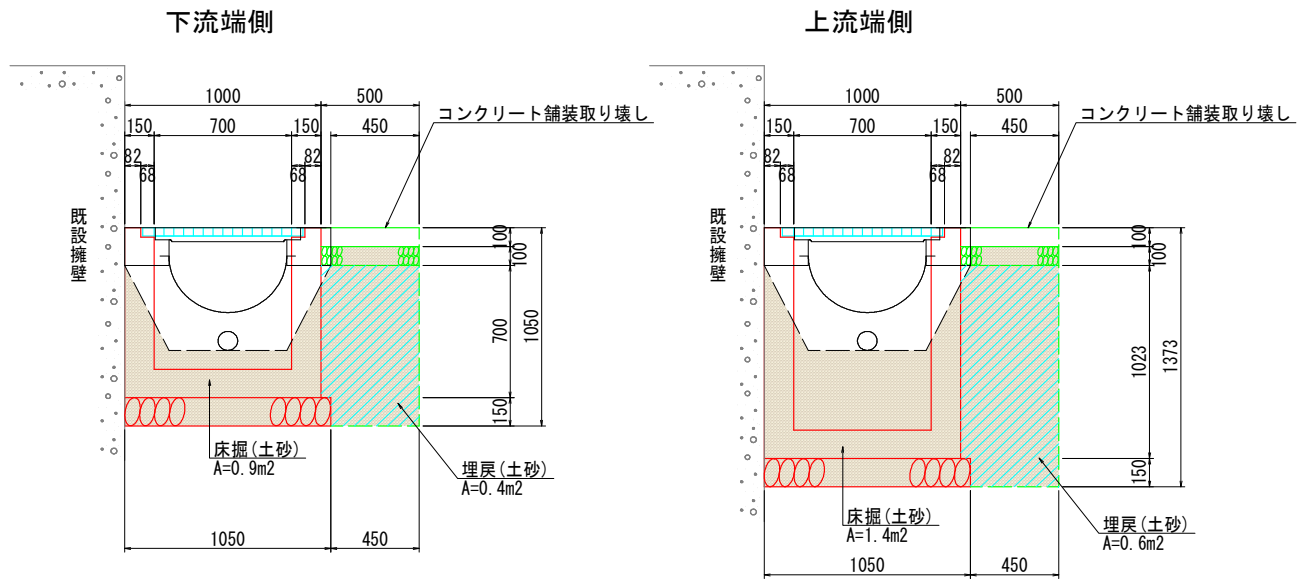 下流端側
上流端側
1000
500
1000
500
コンクリート舗装取り壊し
コンクリート舗装取り壊し
150
700
150
450
150
700
150
450
82
82
82
82
68
68
68
68
既設擁壁
既設擁壁
100
100
700
1050
150
100
100
1023
1373
150
床掘(土砂)
A=0.9m2
埋戻(土砂)
A=0.4m2
床掘(土砂)
A=1.4m2
埋戻(土砂)
A=0.6m2
1050
450
1050
450